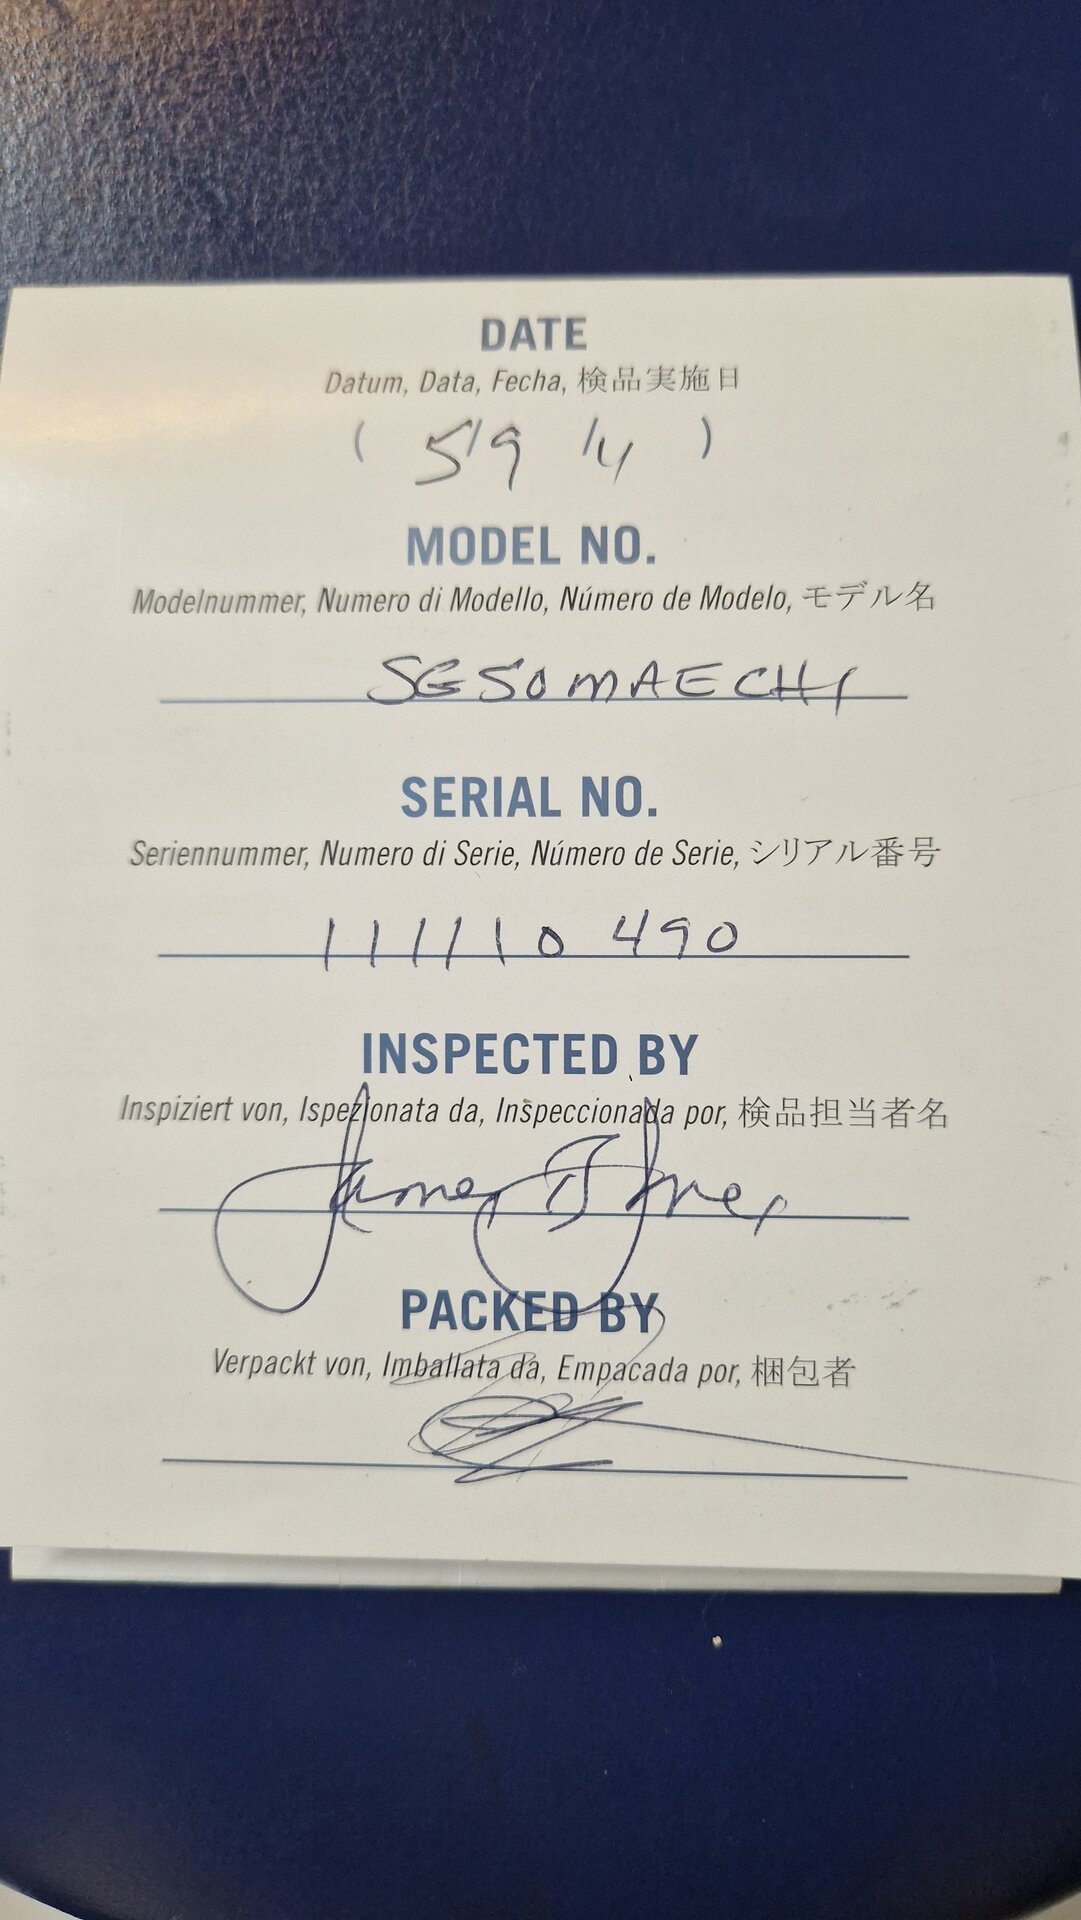 DATE
Datum, Data, Fecha, 検品実施日
( 5/9/14 )
MODEL NO.
Modelnummer, Numero di Modello, Número de Modelo, モデル名
SGSOMAECH1
SERIAL NO.
Seriennummer, Numero di Serie, Número de Serie, シリアル番号
111110490
INSPECTED BY
Inspiziert von, Ispezionata da, Inspeccionada por, 検品担当者名
PACKED BY
Verpackt von, Imballata da, Empacada por, 梱包者